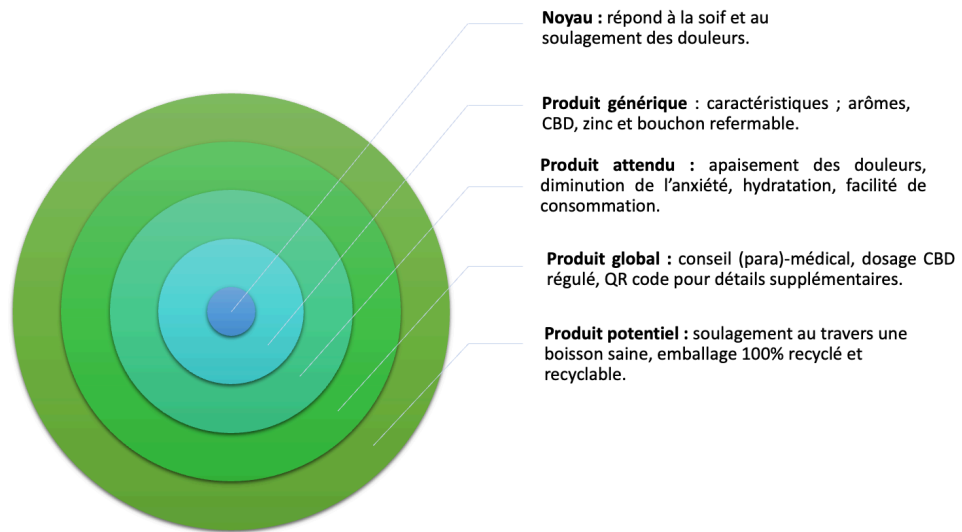 Noyau : répond à la soif et au
soulagement des douleurs.
Produit générique : caractéristiques ; arômes,
CBD, zinc et bouchon refermable.
Produit attendu : apaisement des douleurs,
diminution de l’anxiété, hydratation, facilité de
consommation.
Produit global : conseil (para)-médical, dosage CBD
régulé, QR code pour détails supplémentaires.
Produit potentiel : soulagement au travers une
boisson saine, emballage 100% recyclé et
recyclable.